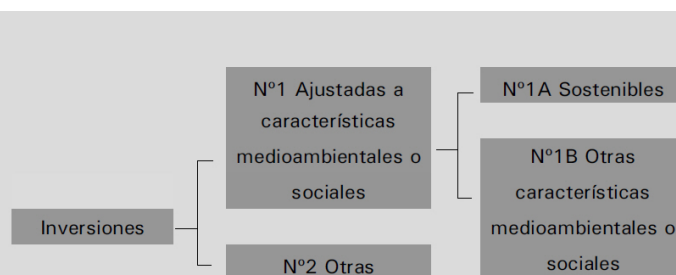 Inversiones
Nº1 Ajustadas a
características
medioambientales o
sociales
Nº2 Otras
Nº1A Sostenibles
Nº1B Otras
características
medioambientales o
sociales